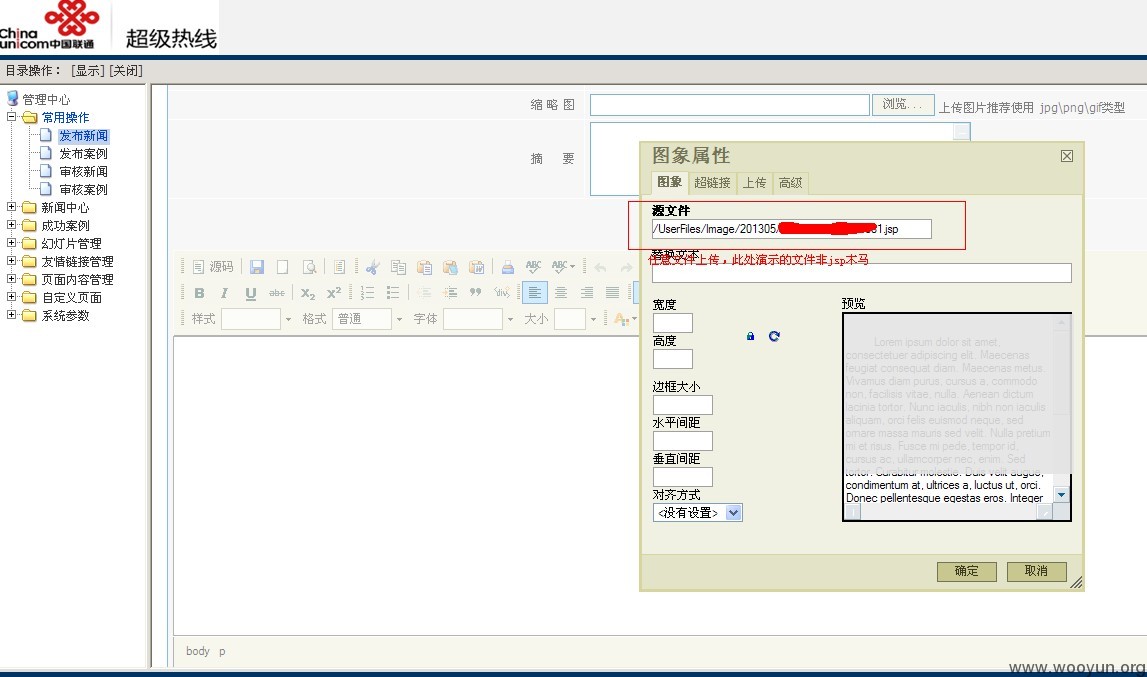 China
unicom中国联通
超级热线
目录操作： [显示] [关闭]
管理中心
常用操作
发布新闻
发布案例
审核新闻
审核案例
新闻中心
成功案例
幻灯片管理
友情链接管理
页面内容管理
自定义页面
系统参数
缩 略 图
浏览...
上传图片推荐使用 jpg\png\gif类型
摘 要
源码
ABC ABC
B I U abc X₂ X²
样式
格式 普通
字体
大小
A
body p
图象属性
图象 超链接 上传 高级
源文件
/UserFiles/Image/201305/
1.jsp
替换文本
任意文件上传，此处演示的文件非jsp木马
宽度
高度
边框大小
水平间距
垂直间距
对齐方式
<没有设置>
预览
Lorem ipsum dolor sit amet,
consectetuer adipiscing elit. Maecenas
feugiat consequat diam. Maecenas metus.
Vivamus diam purus, cursus a, commodo
non, facilisis vitae, nulla. Aenean dictum
lacinia tortor. Nunc iaculis, nibh non iaculis
aliquam, orci felis euismod neque, sed
ornare massa mauris sed velit. Nulla pretium
mi et risus. Fusce mi pede, tempor id,
cursus ac, ullamcorper nec, enim. Sed
tortor. Curabitur molestie. Duis velit augue,
condimentum at, ultrices a, luctus ut, orci.
Donec pellentesque egestas eros. Integer
确定
取消
www.wooyun.org